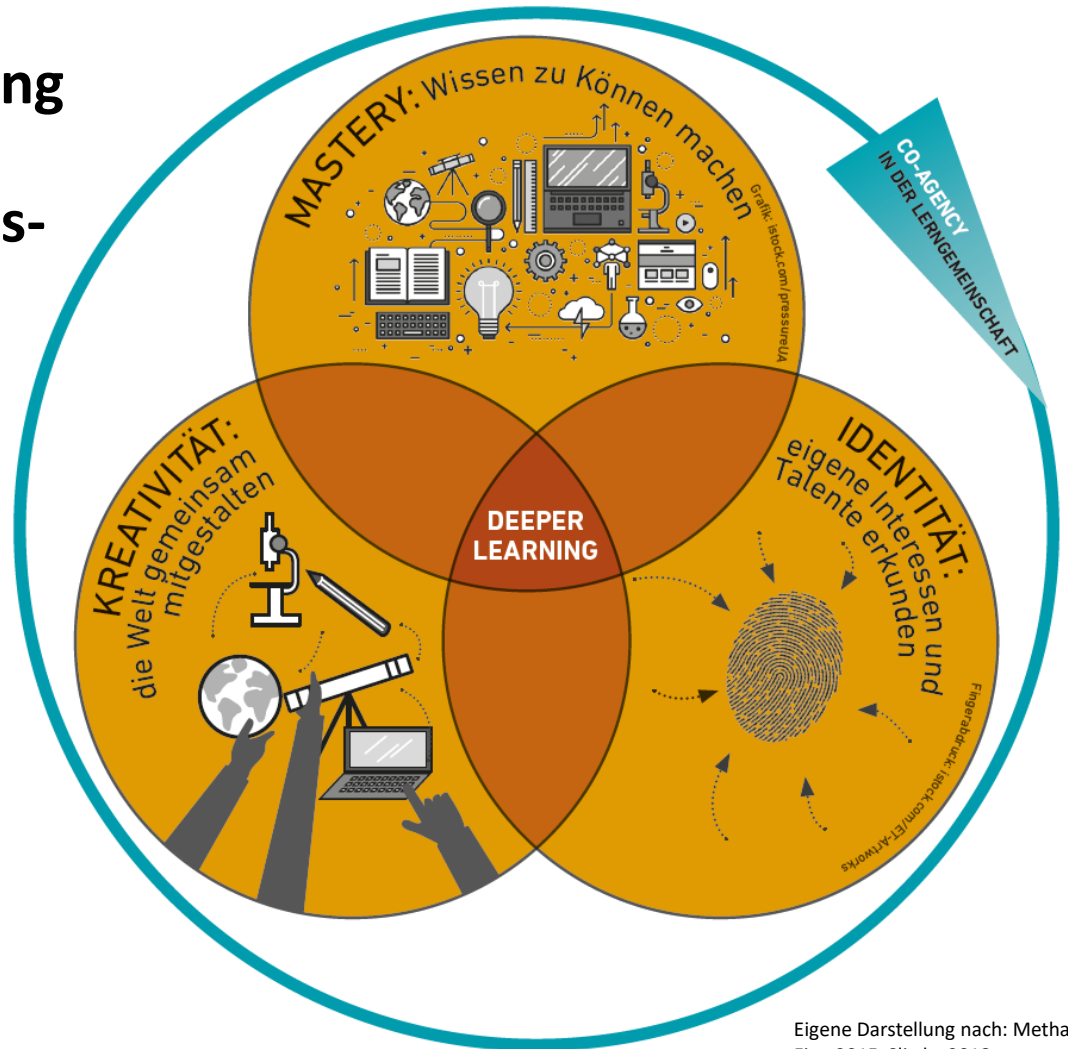 ng
s-
MASTERY: Wissen zu Können machen
Grafik: istock.com/pressureUA
CO-AGENCY
IN DER LERNGEMEINSCHAFT
KREATIVITÄT:
die Welt gemeinsam
mitgestalten
DEEPER
LEARNING
IDENTITÄT:
eigene Interessen und
Talente erkunden
Fingerabdruck: istock.com/ET-Artworks
Eigene Darstellung nach: Metha